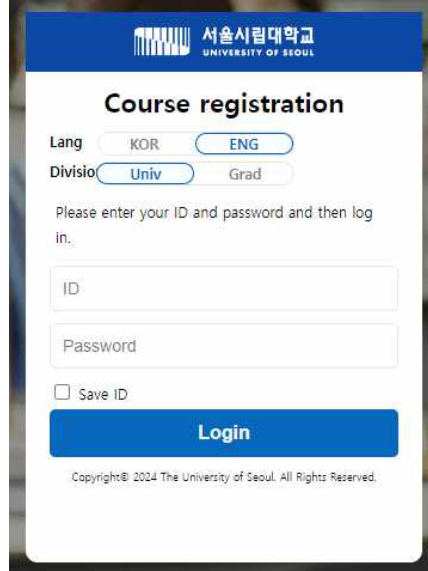 서울시립대학교
UNIVERSITY OF SEOUL
Course registration
Lang KOR ENG
Divisio Univ Grad
Please enter your ID and password and then log
in.
ID
Password
Save ID
Login
Copyright© 2024 The University of Seoul. All Rights Reserved.